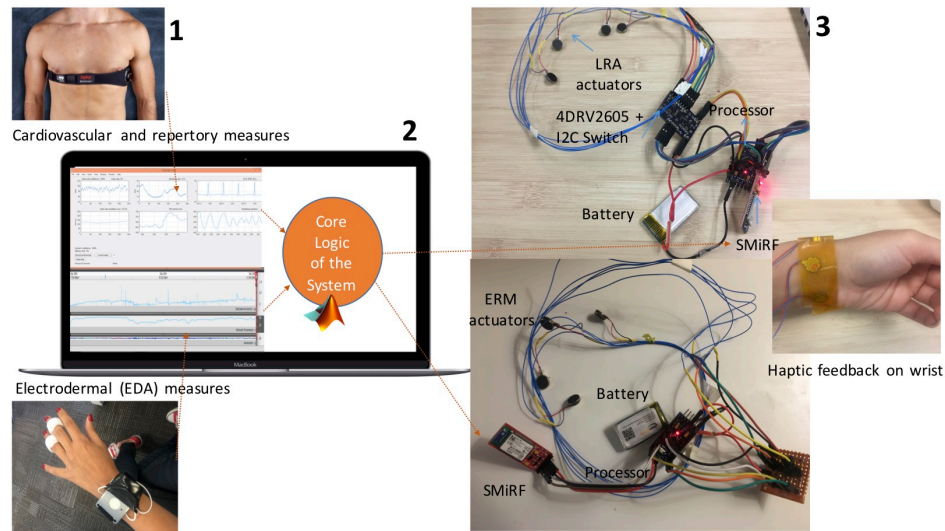 1
Cardiovascular and repertory measures
2
Core
Logic
of the
System
MacBook
Electrodermal (EDA) measures
3
LRA
actuators
4DRV2605 +
I2C Switch
Processor
Battery
SMiRF
ERM
actuators
Battery
Processor
SMiRF
Haptic feedback on wrist